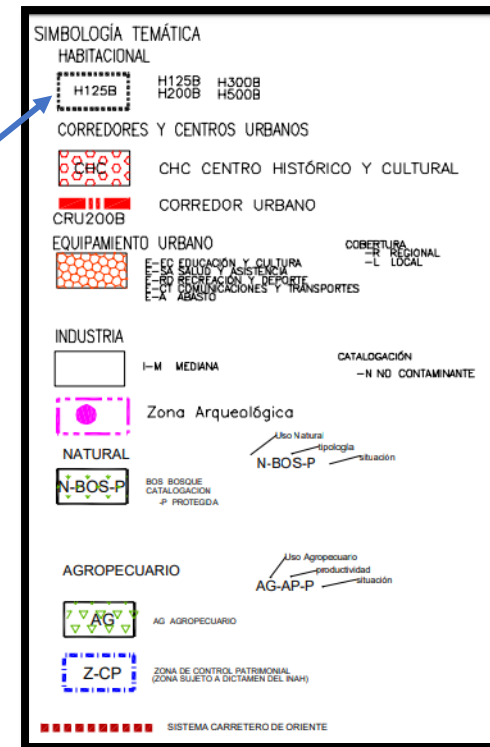 SIMBOLOGÍA TEMÁTICA
HABITACIONAL
H125B
H125B H300B
H200B H500B
CORREDORES Y CENTROS URBANOS
CHC
CHC CENTRO HISTÓRICO Y CULTURAL
CORREDOR URBANO
CRU200B
EQUIPAMIENTO URBANO
E-EC EDUCACIÓN Y CULTURA
E-SA SALUD Y ASISTENCIA
E-RD RECREACIÓN Y DEPORTE
E-CT COMUNICACIONES Y TRANSPORTES
E-A ABASTO
COBERTURA
-R REGIONAL
-L LOCAL
INDUSTRIA
I-M MEDIANA
CATALOGACIÓN
-N NO CONTAMINANTE
Zona Arqueológica
NATURAL
Uso Natural
tipología
situación
N-BOS-P
N-BOS-P
BOS BOSQUE
CATALOGACION
-P PROTEGIDA
AGROPECUARIO
Uso Agropecuario
productividad
situación
AG-AP-P
AG
AG AGROPECUARIO
Z-CP
ZONA DE CONTROL PATRIMONIAL
(ZONA SUJETO A DICTAMEN DEL INAH)
SISTEMA CARRETERO DE ORIENTE